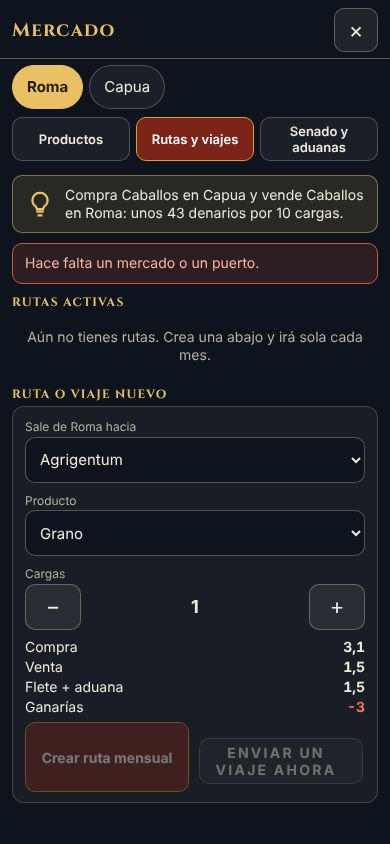 MERCADO
×
Roma
Capua
Productos
Rutas y viajes
Senado y
aduanas
Compra Caballos en Capua y vende Caballos
en Roma: unos 43 denarios por 10 cargas.
Hace falta un mercado o un puerto.
RUTAS ACTIVAS
Aún no tienes rutas. Crea una abajo y irá sola cada
mes.
RUTA O VIAJE NUEVO
Sale de Roma hacia
Agrigentum
Producto
Grano
Cargas
− 1 +
Compra 3,1
Venta 1,5
Flete + aduana 1,5
Ganarías -3
Crear ruta mensual
ENVIAR UN
VIAJE AHORA